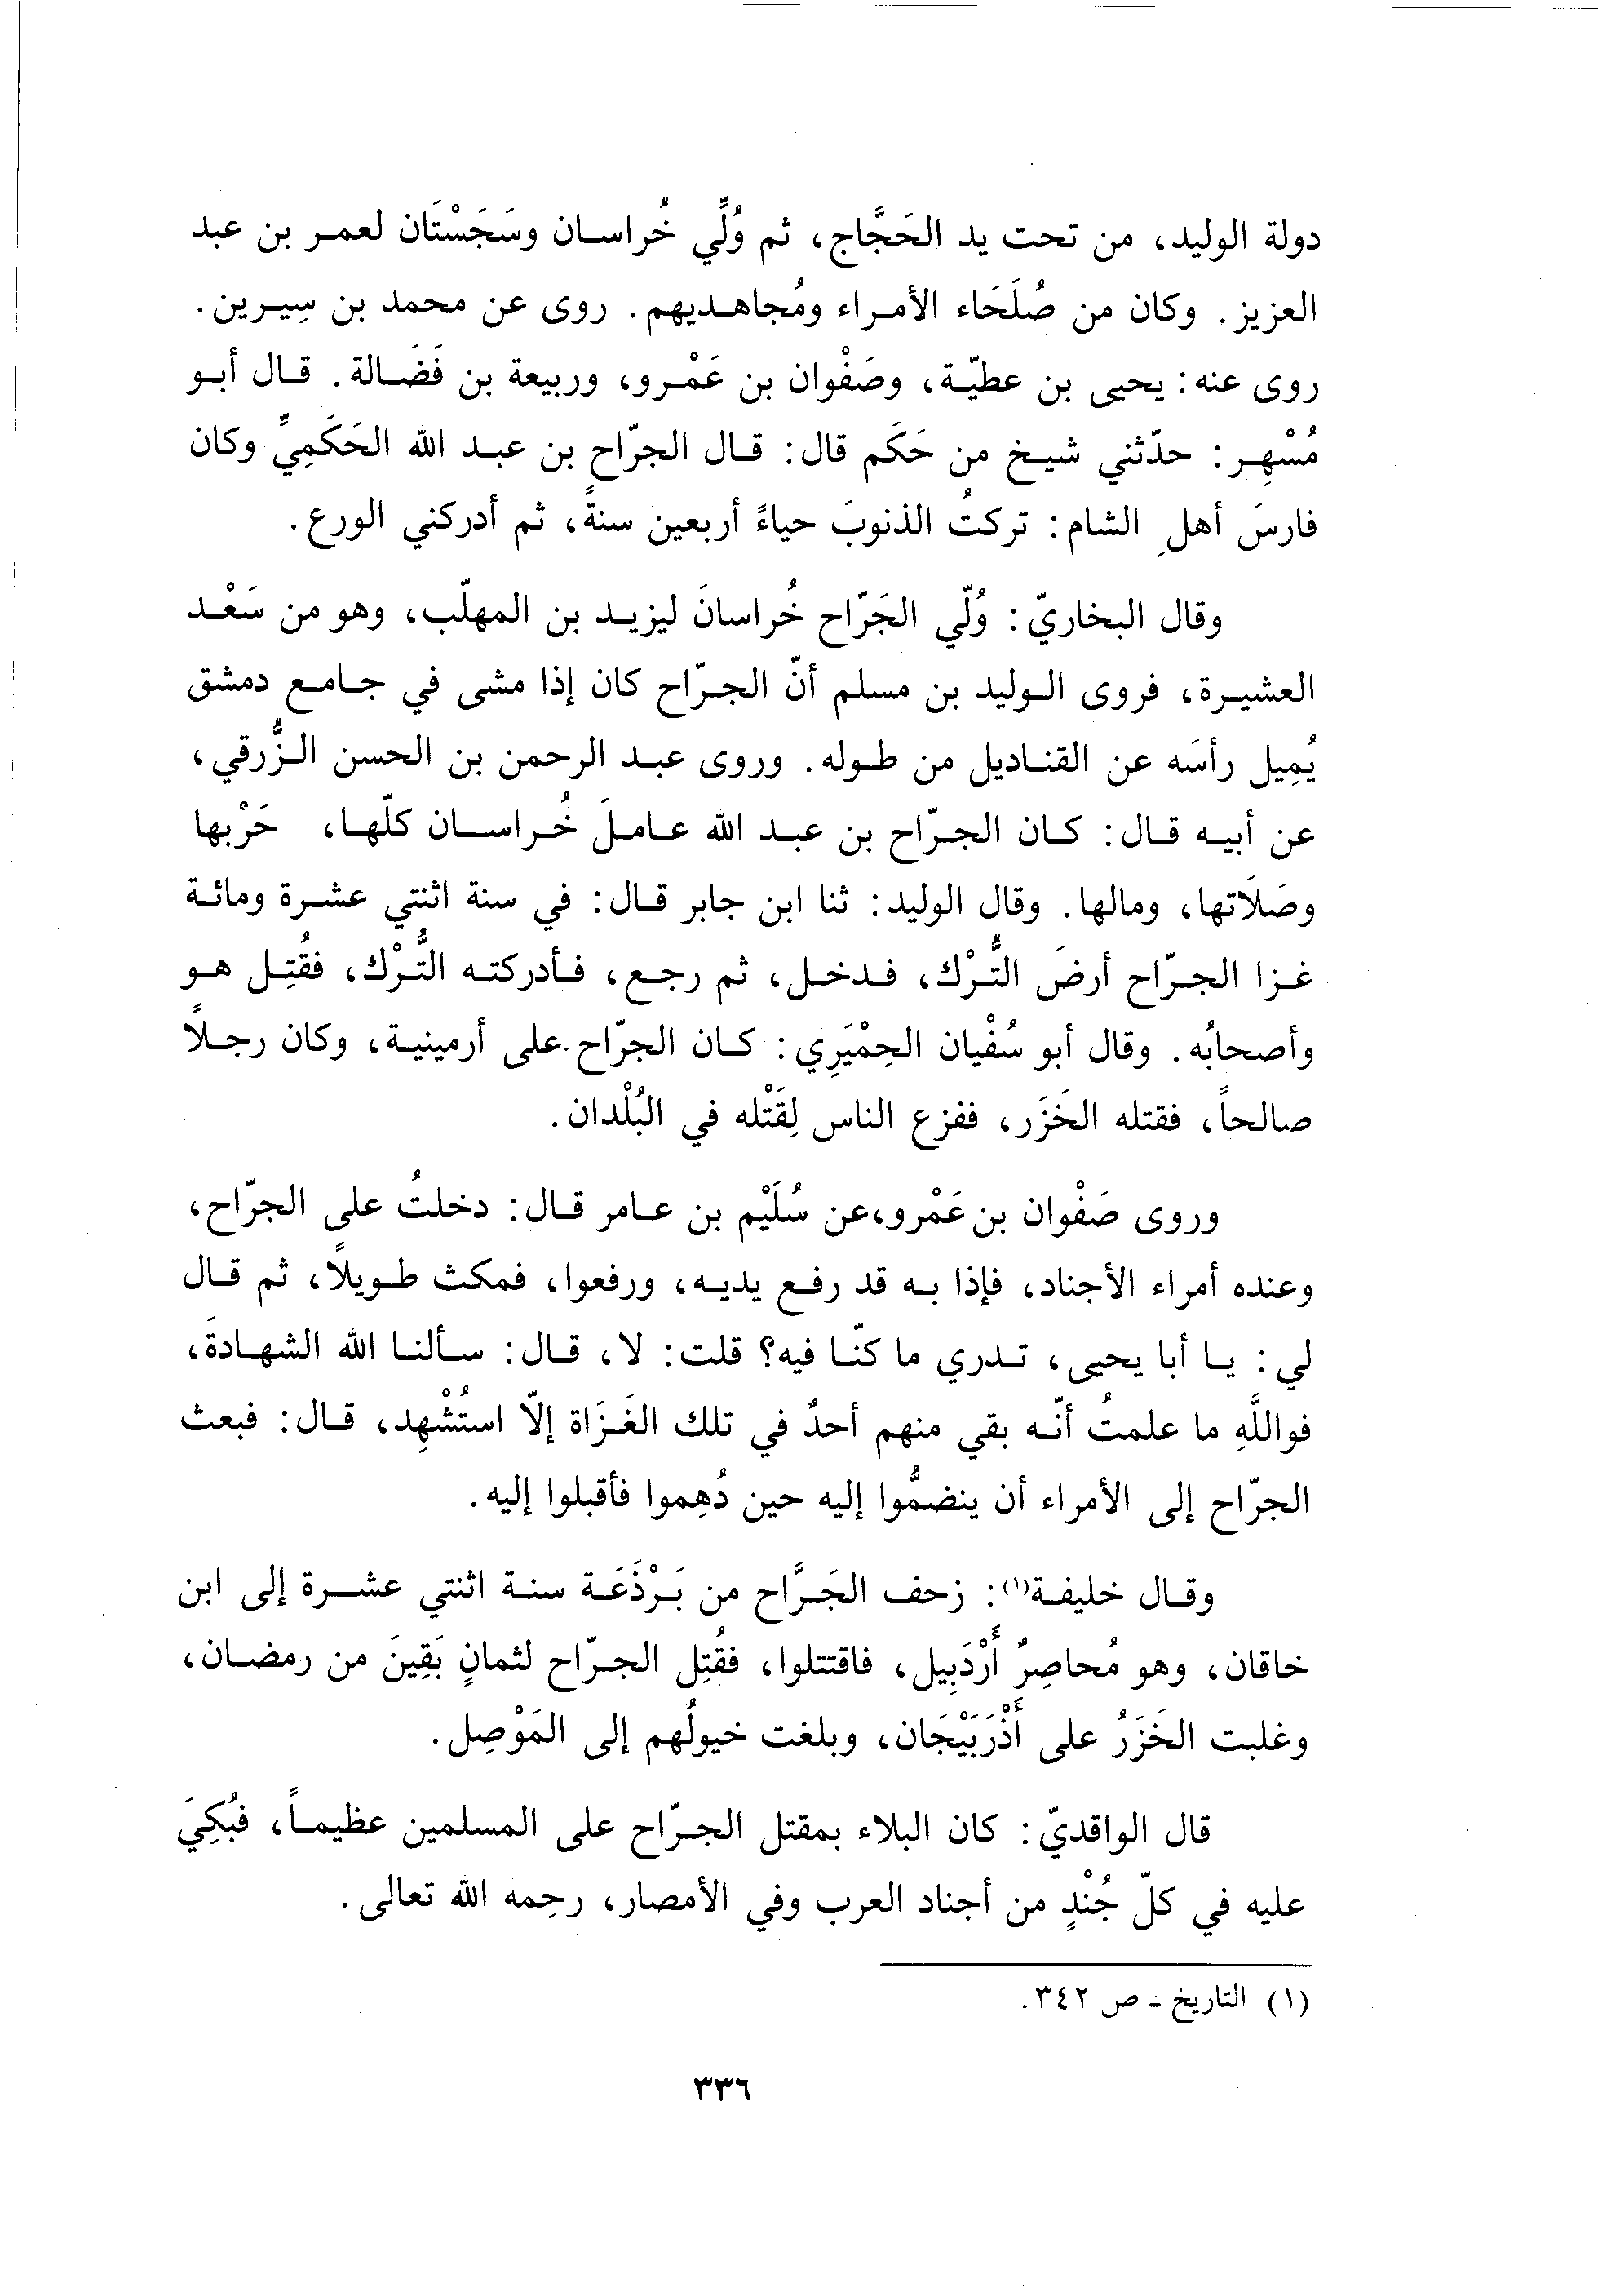 دولة الوليد، من تحت يد الحَجَّاج، ثم وُلِّي خُراسان وسَجَسْتَان لعمر بن عبد
العزيز. وكان من صُلَحَاء الأمراء ومُجاهديهم. روى عن محمد بن سِيرين.
روى عنه: يحيى بن عطيّة، وصَفْوان بن عَمْرو، وربيعة بن فَضَالة. قال أبو
مُسْهِر: حدّثني شيخ من حَكَم قال: قال الجرّاح بن عبد الله الحَكَمِيِّ وكان
فارسَ أهلِ الشام: تركتُ الذنوبَ حياءً أربعين سنةً، ثم أدركني الورع.
وقال البخاريّ: وُلّي الجَرّاح خُراسانَ ليزيد بن المهلّب، وهو من سَعْد
العشيرة، فروى الوليد بن مسلم أنّ الجرّاح كان إذا مشى في جامع دمشق
يُمِيل رأسَه عن القناديل من طوله. وروى عبد الرحمن بن الحسن الزُّرقي،
عن أبيه قال: كان الجرّاح بن عبد الله عاملَ خُراسان كلّها، حَرْبها
وصَلَاتها، ومالها. وقال الوليد: ثنا ابن جابر قال: في سنة اثنتي عشرة ومائة
غزا الجرّاح أرضَ التُّرْك، فدخل، ثم رجع، فأدركته التُّرْك، فقُتِل هو
وأصحابُه. وقال أبو سُفْيان الحِمْيَرِي: كان الجرّاح على أرمينية، وكان رجلاً
صالحاً، فقتله الخَزَر، ففزع الناس لِقَتْله في البُلْدان.
وروى صَفْوان بن عَمْرو،عن سُلَيْم بن عامر قال: دخلتُ على الجرّاح،
وعنده أمراء الأجناد، فإذا به قد رفع يديه، ورفعوا، فمكث طويلاً، ثم قال
لي: يا أبا يحيى، تدري ما كنّا فيه؟ قلت: لا، قال: سألنا الله الشهادةَ،
فواللَّهِ ما علمتُ أنّه بقي منهم أحدٌ في تلك الغَزَاة إلاّ استُشْهِد، قال: فبعث
الجرّاح إلى الأمراء أن ينضمُّوا إليه حين دُهِموا فأقبلوا إليه.
وقال خليفة(١): زحف الجَرَّاح من بَرْذَعَة سنة اثنتي عشرة إلى ابن
خاقان، وهو مُحاصِرٌ أَرْدَبِيل، فاقتتلوا، فقُتِل الجرّاح لثمانٍ بَقِينَ من رمضان،
وغلبت الخَزَرُ على أَذْرَبَيْجَان، وبلغت خيولُهم إلى المَوْصِل.
قال الواقديّ: كان البلاء بمقتل الجرّاح على المسلمين عظيماً، فبُكِيَ
عليه في كلّ جُنْدٍ من أجناد العرب وفي الأمصار، رحِمه الله تعالى.
(١) التاريخ - ص ٣٤٢.
٣٣٦